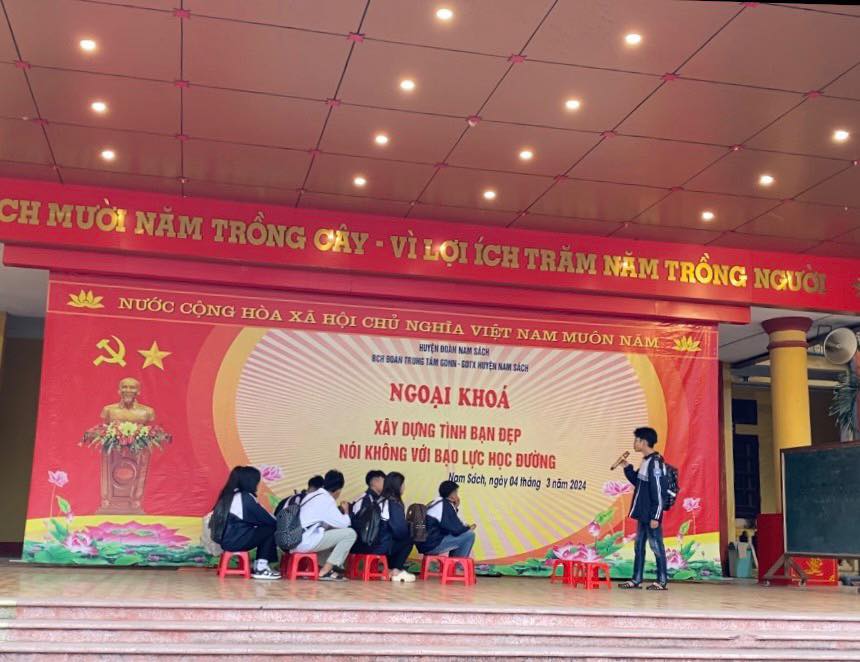 ÍCH MƯỜI NĂM TRỒNG CÂY - VÌ LỢI ÍCH TRĂM NĂM TRỒNG NGƯỜI
NƯỚC CỘNG HÒA XÃ HỘI CHỦ NGHĨA VIỆT NAM MUÔN NĂM
HUYỆN ĐOÀN NAM SÁCH
BCH ĐOÀN TRUNG TÂM GDNN - GDTX HUYỆN NAM SÁCH
NGOẠI KHOÁ
XÂY DỰNG TÌNH BẠN ĐẸP
NÓI KHÔNG VỚI BẠO LỰC HỌC ĐƯỜNG
Nam Sách, ngày 04 tháng 3 năm 2024